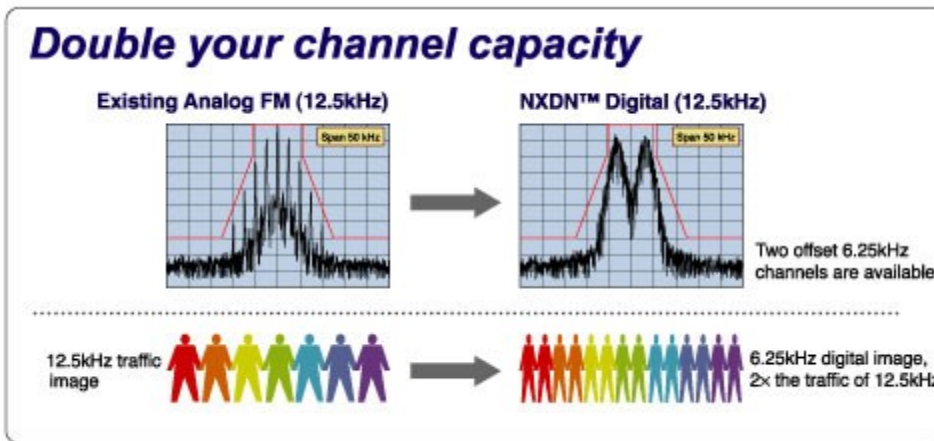 Double your channel capacity
Existing Analog FM (12.5kHz)
NXDN™ Digital (12.5kHz)
Span 50 kHz
Span 50 kHz
Two offset 6.25kHz
channels are available
12.5kHz traffic
image
6.25kHz digital image,
2× the traffic of 12.5kHz